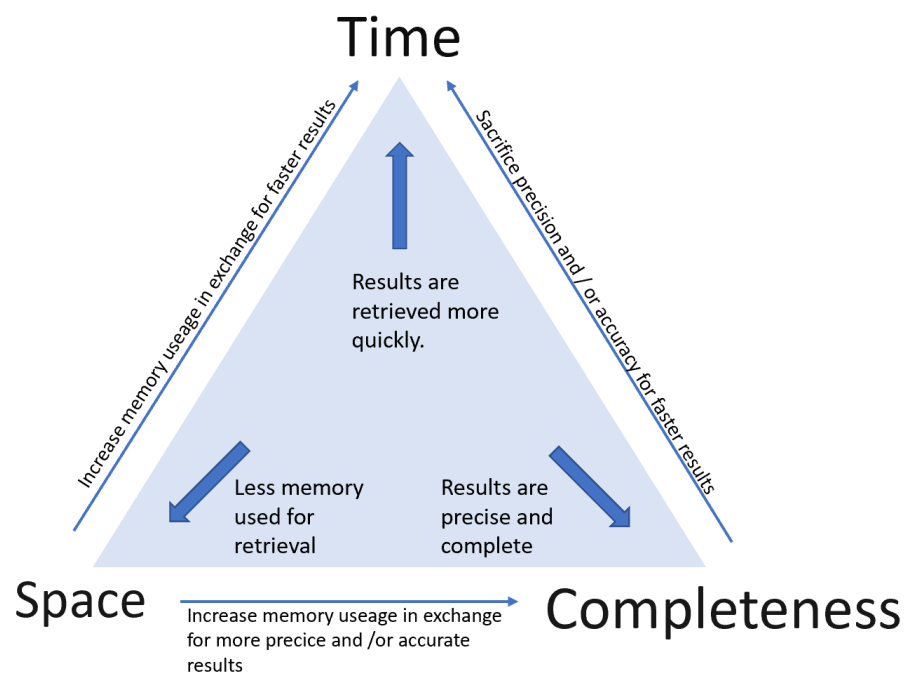 Time
Increase memory useage in exchange for faster results
Sacrifice precision and / or accuracy for faster results
Results are
retrieved more
quickly.
Less memory
used for
retrieval
Results are
precise and
complete
Space
Increase memory useage in exchange
for more precice and /or accurate
results
Completeness